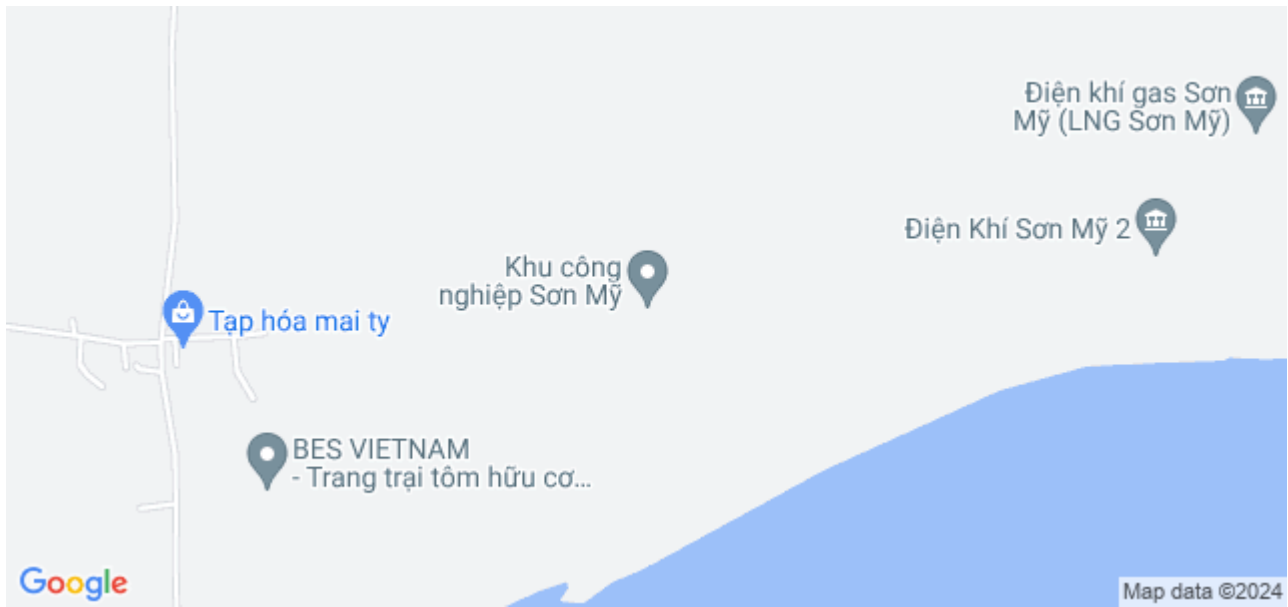 Điện khí gas Sơn
Mỹ (LNG Sơn Mỹ)
Điện Khí Sơn Mỹ 2
Khu công
nghiệp Sơn Mỹ
Tạp hóa mai ty
BES VIETNAM
- Trang trại tôm hữu cơ...
Google
Map data ©2024